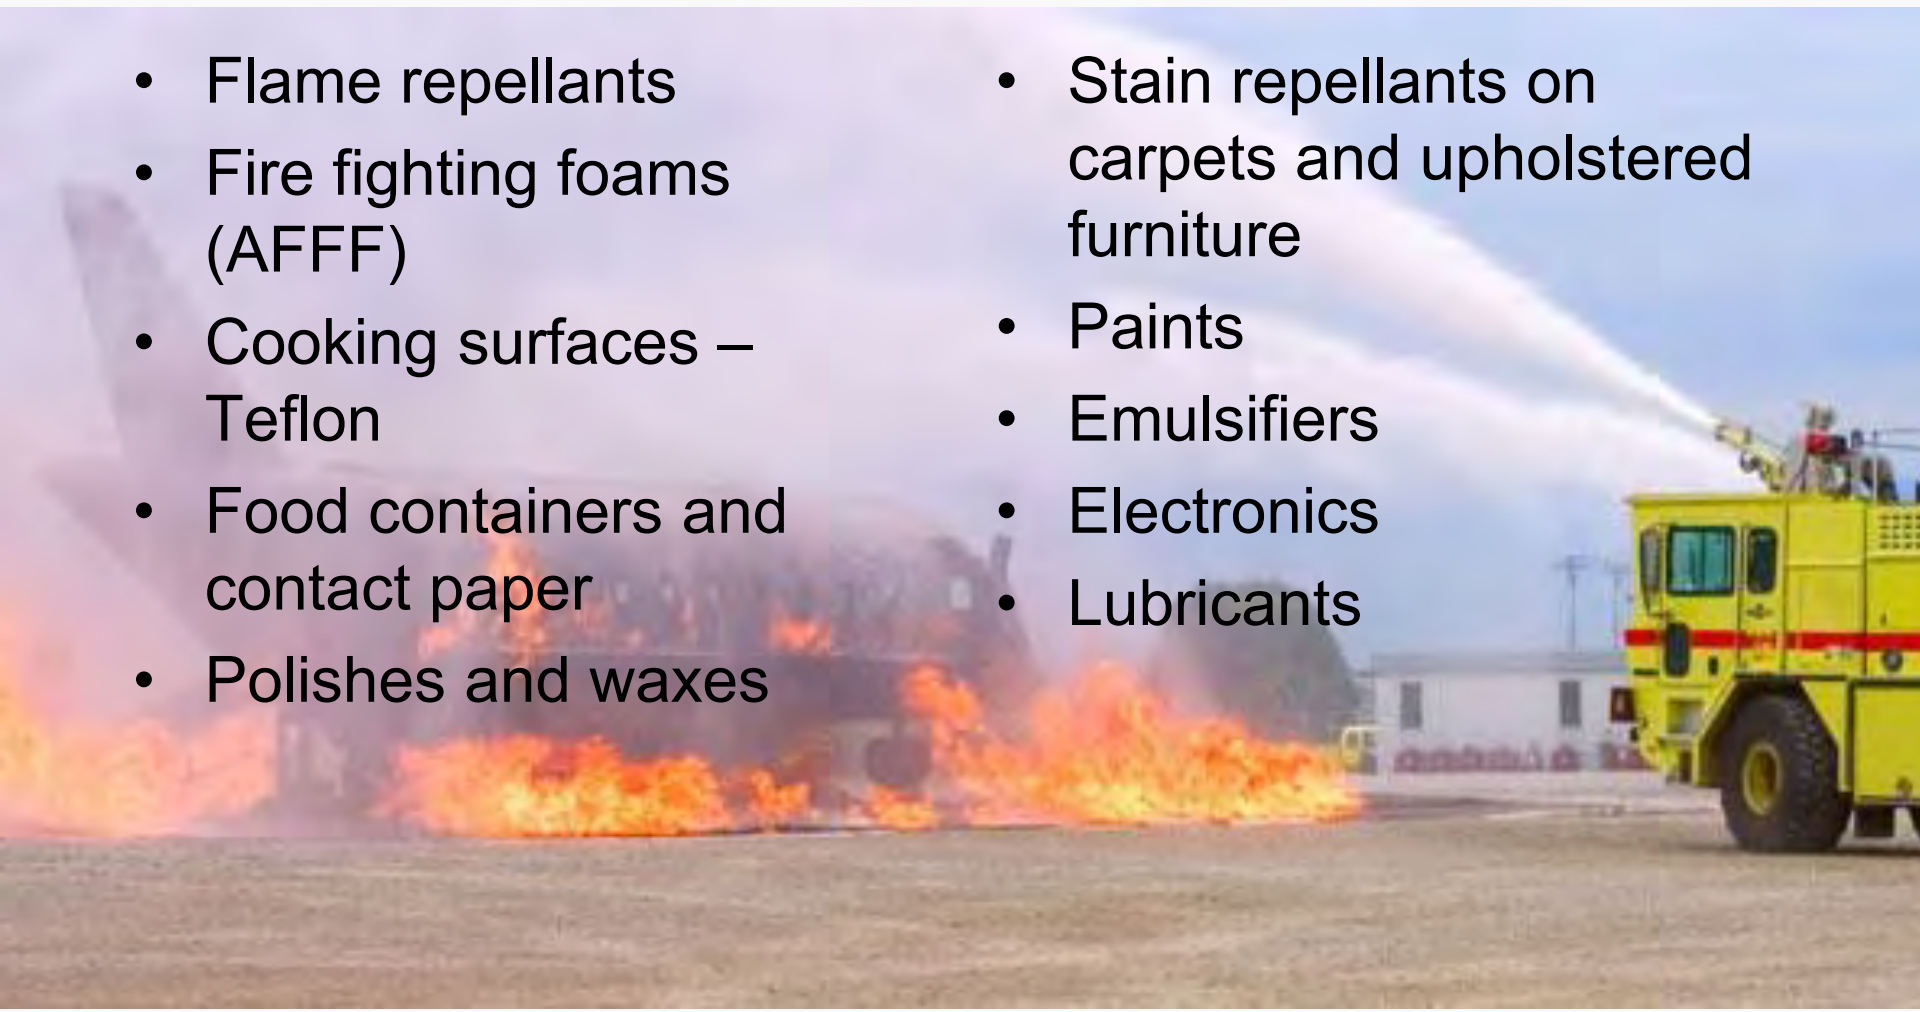 • Flame repellants
• Fire fighting foams
(AFFF)
• Cooking surfaces –
Teflon
• Food containers and
contact paper
• Polishes and waxes
• Stain repellants on
carpets and upholstered
furniture
• Paints
• Emulsifiers
• Electronics
• Lubricants